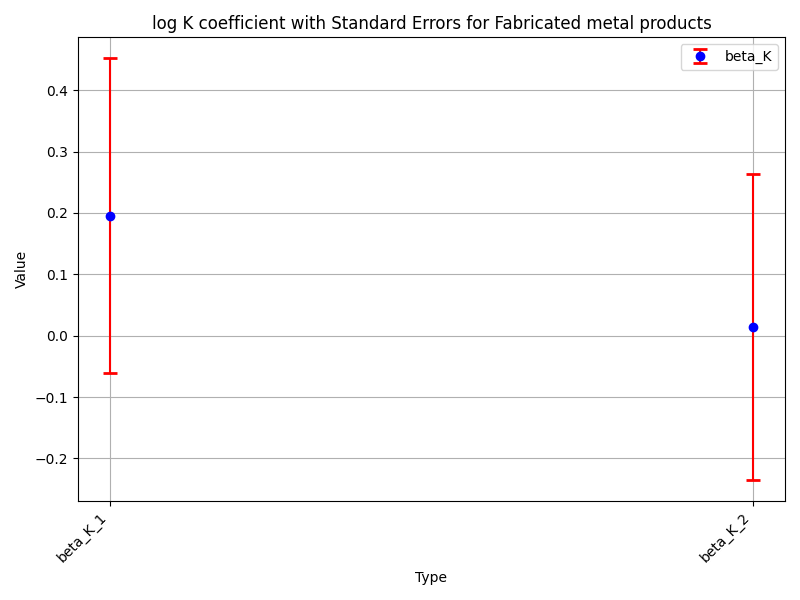 log K coefficient with Standard Errors for Fabricated metal products
beta_K
0.4
0.3
0.2
0.1
0.0
−0.1
−0.2
Value
beta_K_1
beta_K_2
Type